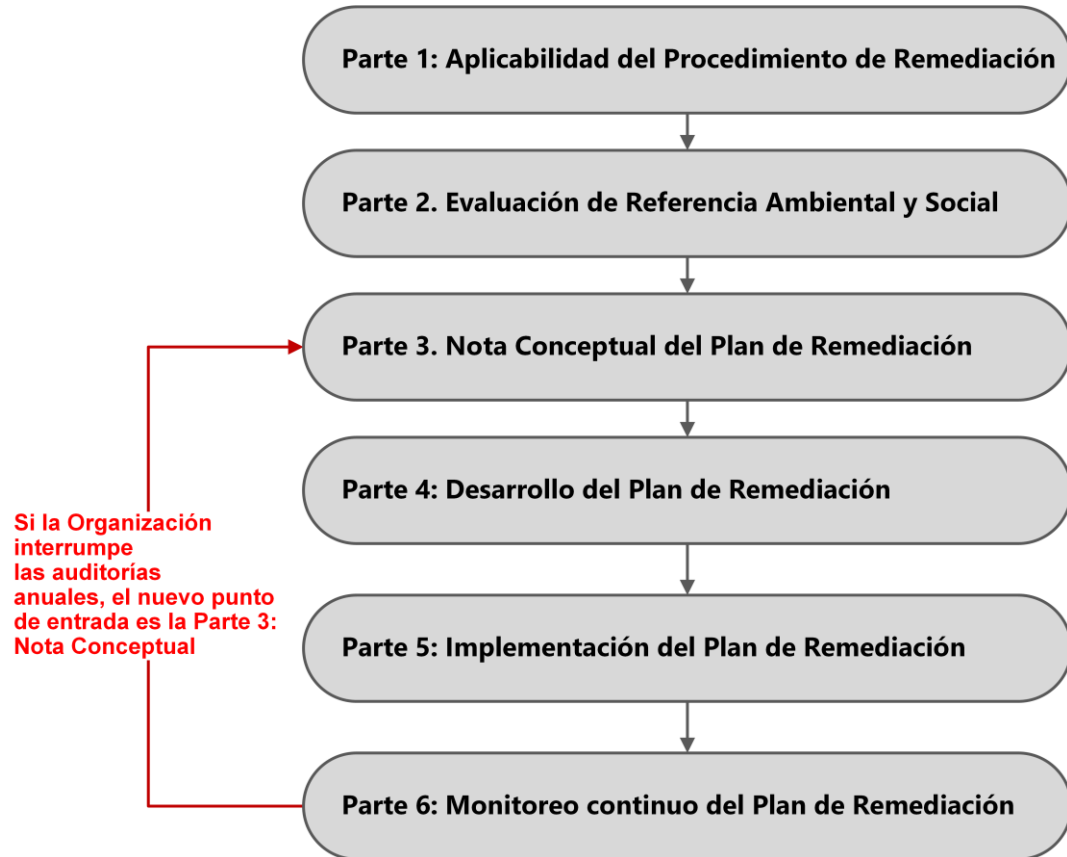 Parte 1: Aplicabilidad del Procedimiento de Remediación
Parte 2. Evaluación de Referencia Ambiental y Social
Parte 3. Nota Conceptual del Plan de Remediación
Parte 4: Desarrollo del Plan de Remediación
Si la Organización
interrumpe
las auditorías
anuales, el nuevo punto
de entrada es la Parte 3:
Nota Conceptual
Parte 5: Implementación del Plan de Remediación
Parte 6: Monitoreo continuo del Plan de Remediación